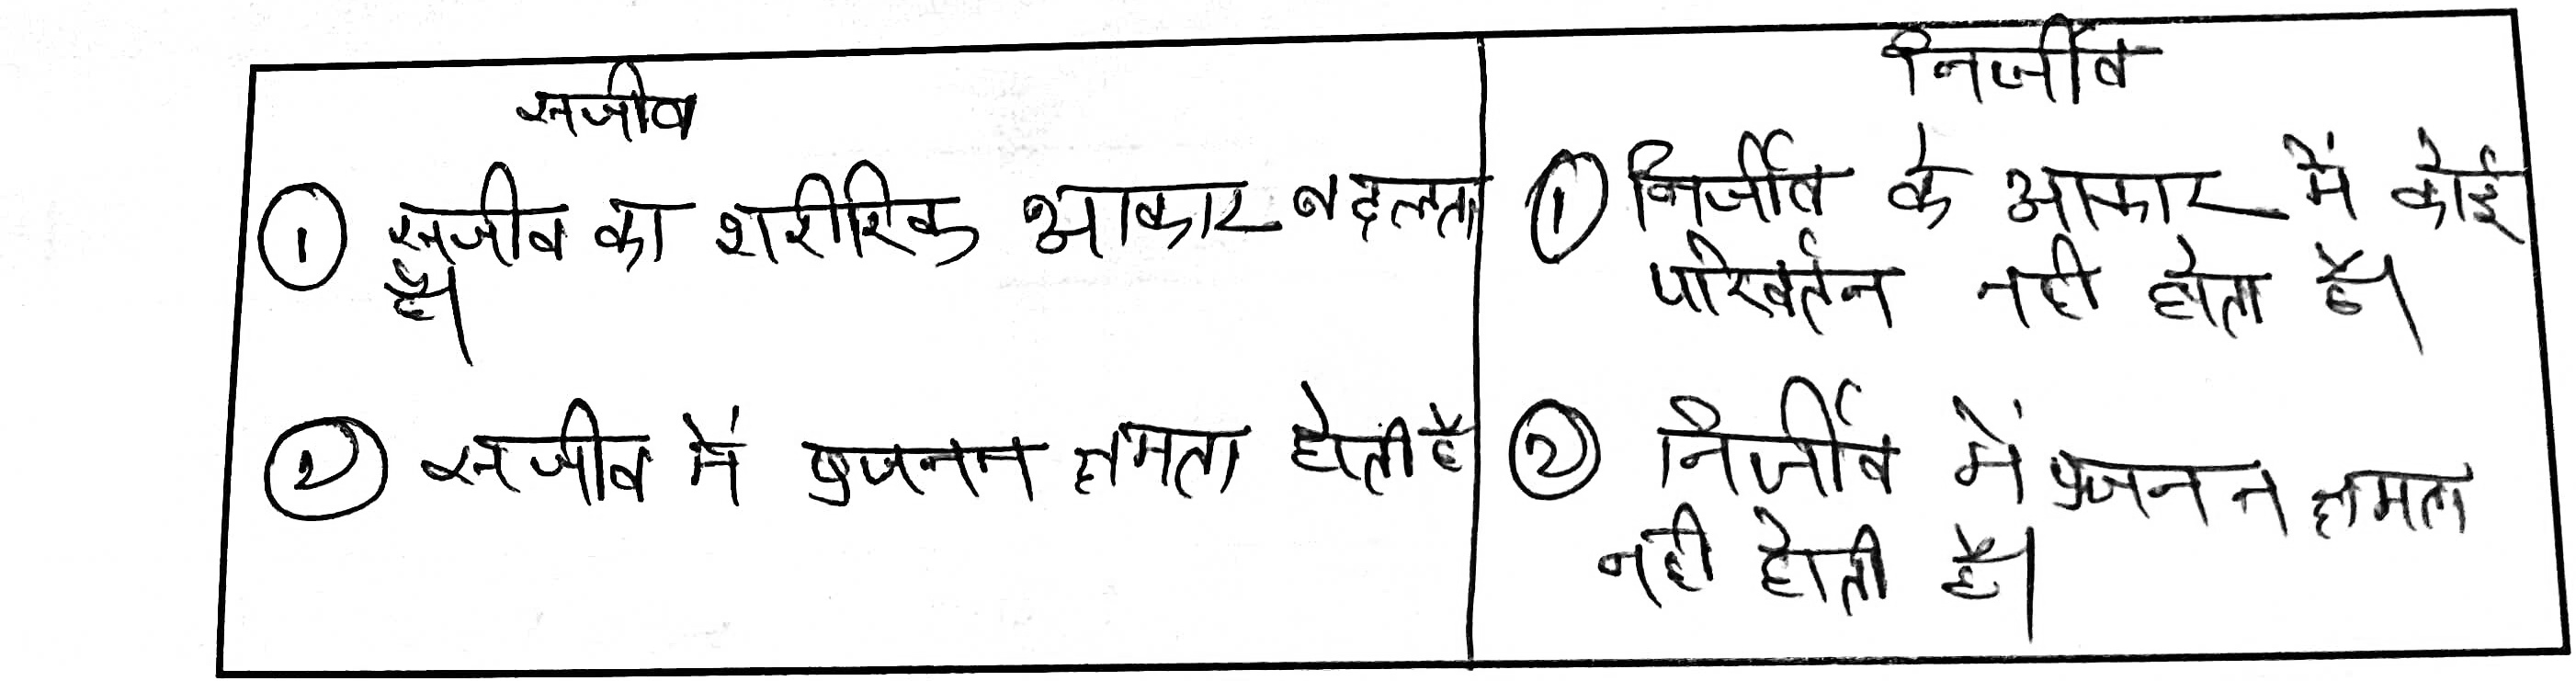 सजीव
① सजीव का शारीरिक आकार बदलता
है।
② सजीव में प्रजनन क्षमता होती है
निर्जीव
① निर्जीव के आकार में कोई
परिवर्तन नही होता है।
② निर्जीव में प्रजनन क्षमता
नही होती है।